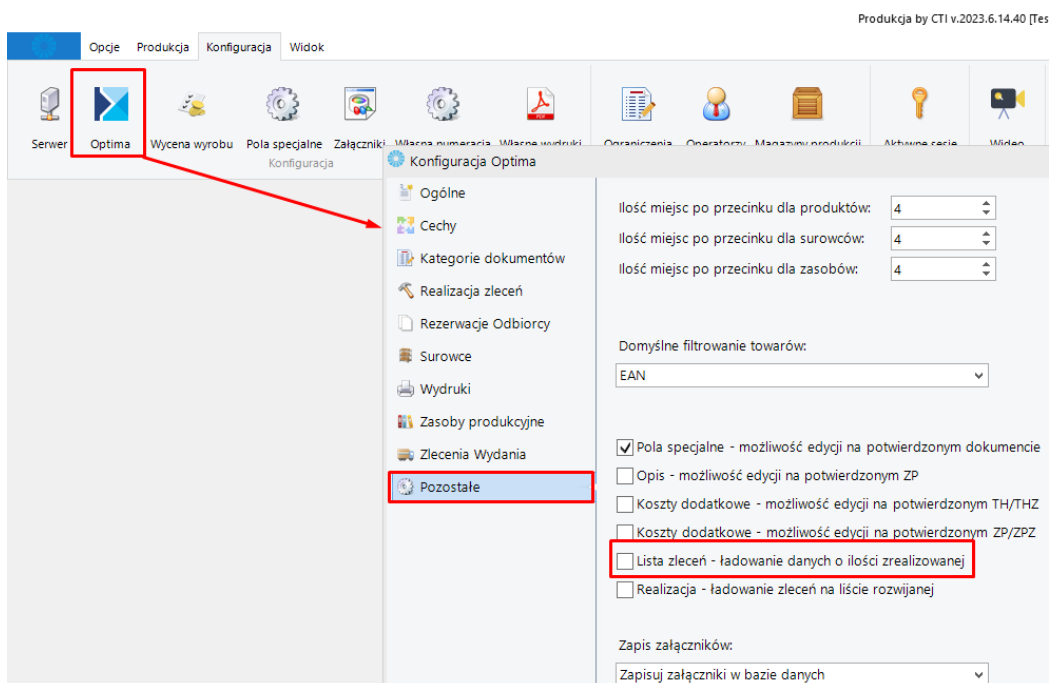 Produkcja by CTI v.2023.6.14.40 [Tes
Opcje Produkcja Konfiguracja Widok
Serwer Optima Wycena wyrobu Pola specjalne Załączniki Własna numeracja Własne wydruki Ograniczenia Operatorzy Magazyny produkcji Aktywne sesje Wideo
Konfiguracja
Konfiguracja Optima
Ogólne
Cechy
Kategorie dokumentów
Realizacja zleceń
Rezerwacje Odbiorcy
Surowce
Wydruki
Zasoby produkcyjne
Zlecenia Wydania
Pozostałe
Ilość miejsc po przecinku dla produktów: 4
Ilość miejsc po przecinku dla surowców: 4
Ilość miejsc po przecinku dla zasobów: 4
Domyślne filtrowanie towarów:
EAN
Pola specjalne - możliwość edycji na potwierdzonym dokumencie
Opis - możliwość edycji na potwierdzonym ZP
Koszty dodatkowe - możliwość edycji na potwierdzonym TH/THZ
Koszty dodatkowe - możliwość edycji na potwierdzonym ZP/ZPZ
Lista zleceń - ładowanie danych o ilości zrealizowanej
Realizacja - ładowanie zleceń na liście rozwijanej
Zapis załączników:
Zapisuj załączniki w bazie danych